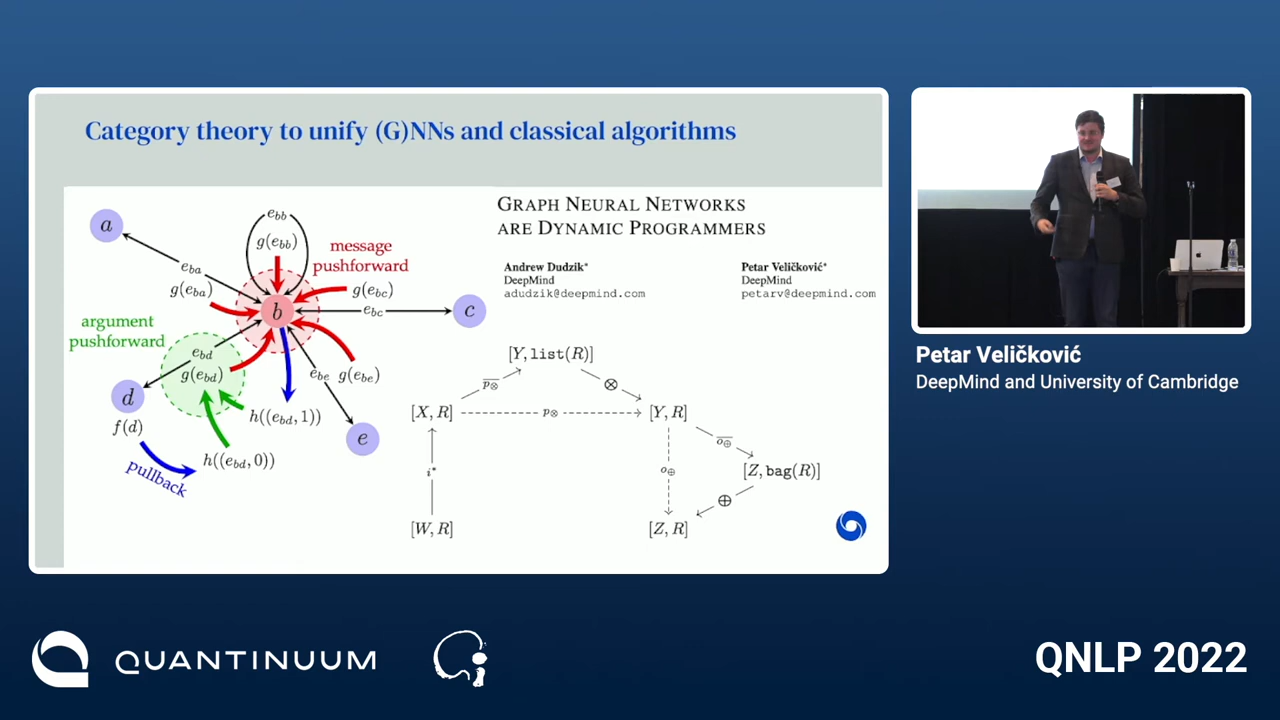 Category theory to unify (G)NNs and classical algorithms
GRAPH NEURAL NETWORKS
ARE DYNAMIC PROGRAMMERS
Andrew Dudzik*
DeepMind
adudzik@deepmind.com
Petar Veličković*
DeepMind
petarv@deepmind.com
a
e_bb
g(e_bb)
message
pushforward
e_ba
g(e_ba)
g(e_bc)
b
e_bc
c
argument
pushforward
e_bd
g(e_bd)
e_be
g(e_be)
d
f(d)
h((e_bd, 1))
e
h((e_bd, 0))
pullback
[Y, list(R)]
p̅⊗
⊗
[X, R]
p⊗
[Y, R]
o̅⊕
i*
o⊕
[Z, bag(R)]
⊕
[W, R]
[Z, R]
Petar Veličković
DeepMind and University of Cambridge
QUANTINUUM
QNLP 2022